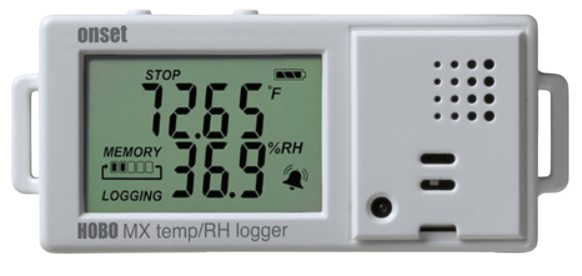 onset
STOP
72.65 °F
MEMORY
36.9 %RH
LOGGING
HOBO MX temp/RH logger